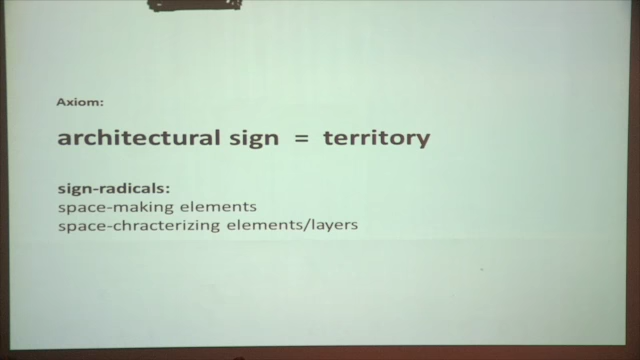 Axiom:
architectural sign = territory
sign-radicals:
space-making elements
space-chracterizing elements/layers